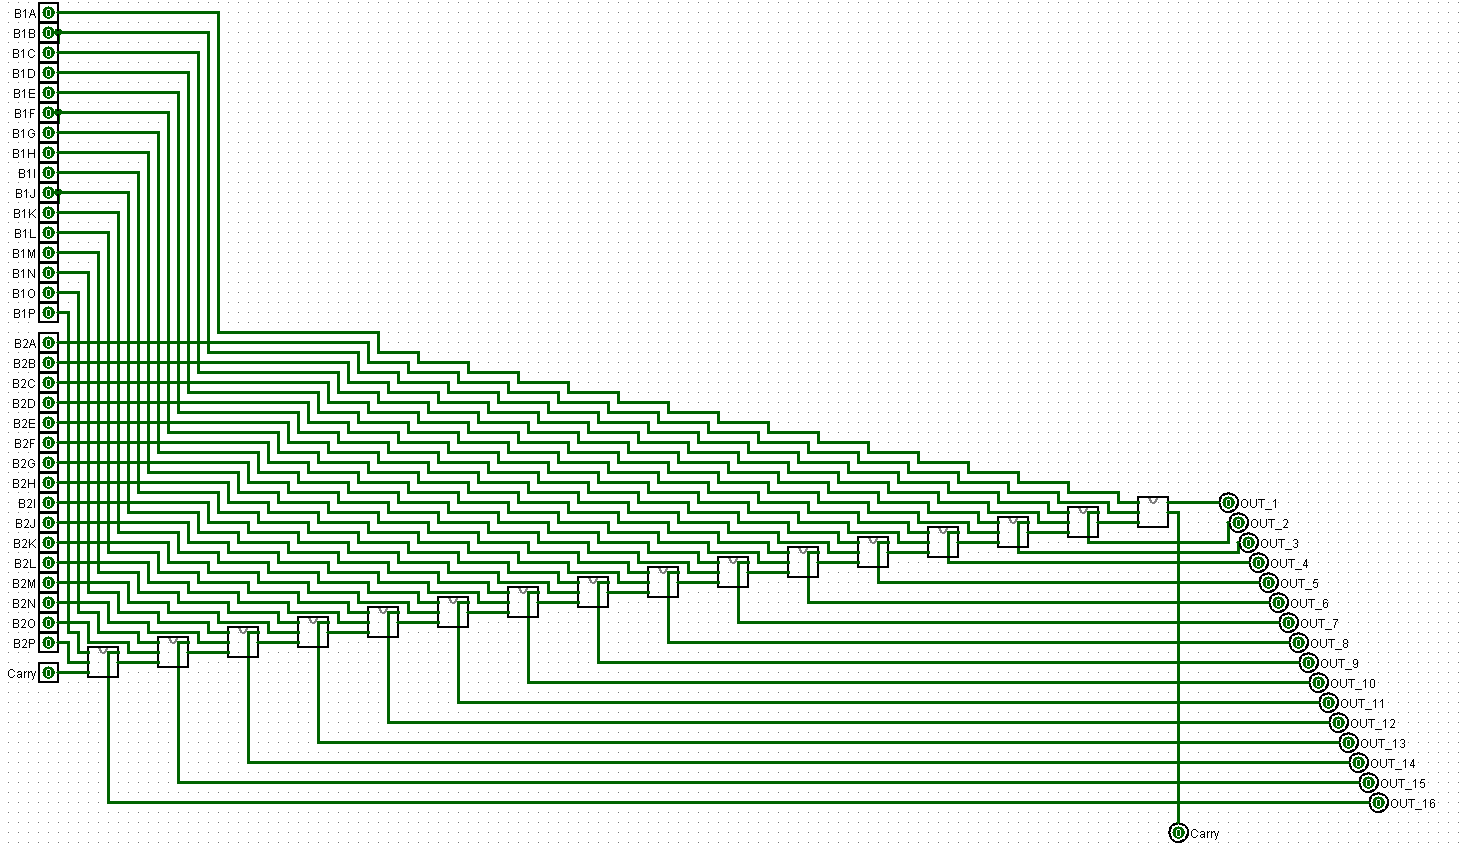 B1A 0
B1B 0
B1C 0
B1D 0
B1E 0
B1F 0
B1G 0
B1H 0
B1I 0
B1J 0
B1K 0
B1L 0
B1M 0
B1N 0
B1O 0
B1P 0
B2A 0
B2B 0
B2C 0
B2D 0
B2E 0
B2F 0
B2G 0
B2H 0
B2I 0
B2J 0
B2K 0
B2L 0
B2M 0
B2N 0
B2O 0
B2P 0
Carry 0
0 OUT_1
0 OUT_2
0 OUT_3
0 OUT_4
0 OUT_5
0 OUT_6
0 OUT_7
0 OUT_8
0 OUT_9
0 OUT_10
0 OUT_11
0 OUT_12
0 OUT_13
0 OUT_14
0 OUT_15
0 OUT_16
0 Carry